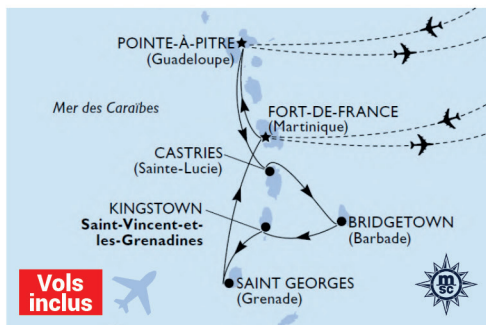 POINTE-À-PITRE
(Guadeloupe)
Mer des Caraïbes
FORT-DE-FRANCE
(Martinique)
CASTRIES
(Sainte-Lucie)
KINGSTOWN
Saint-Vincent-et-
les-Grenadines
BRIDGETOWN
(Barbade)
SAINT GEORGES
(Grenade)
Vols
inclus
m
sc